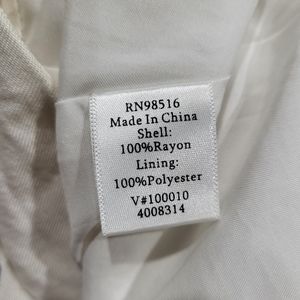 RN98516
Made In China
Shell:
100%Rayon
Lining:
100%Polyester
V#100010
4008314